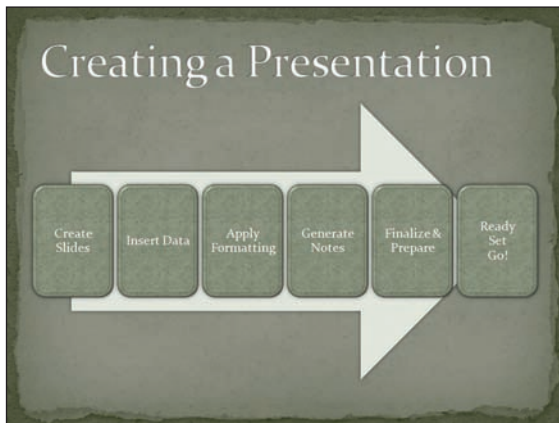 Creating a Presentation
Create
Slides
Insert Data
Apply
Formatting
Generate
Notes
Finalize &
Prepare
Ready
Set
Go!